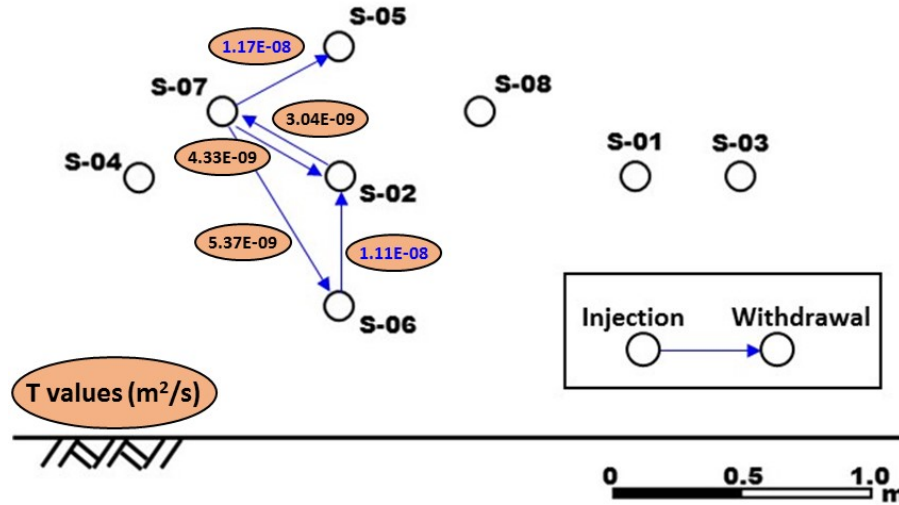 S-05
1.17E-08
S-07
S-08
3.04E-09
S-01
S-03
S-04
4.33E-09
S-02
5.37E-09
1.11E-08
S-06
Injection
Withdrawal
T values (m²/s)
0
0.5
1.0
m